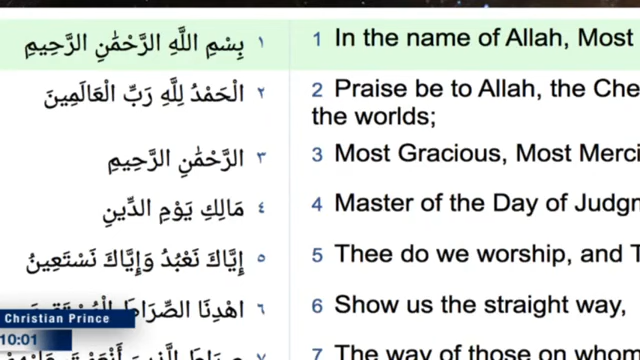 ١ بِسْمِ اللَّهِ الرَّحْمَٰنِ الرَّحِيمِ
1 In the name of Allah, Most
٢ الْحَمْدُ لِلَّهِ رَبِّ الْعَالَمِينَ
2 Praise be to Allah, the Che
the worlds;
٣ الرَّحْمَٰنِ الرَّحِيمِ
3 Most Gracious, Most Merci
٤ مَالِكِ يَوْمِ الدِّينِ
4 Master of the Day of Judgm
٥ إِيَّاكَ نَعْبُدُ وَإِيَّاكَ نَسْتَعِينُ
5 Thee do we worship, and T
٦ اهْدِنَا الصِّرَاطَ
6 Show us the straight way,
٧
7 The way of those on whom
Christian Prince
10:01